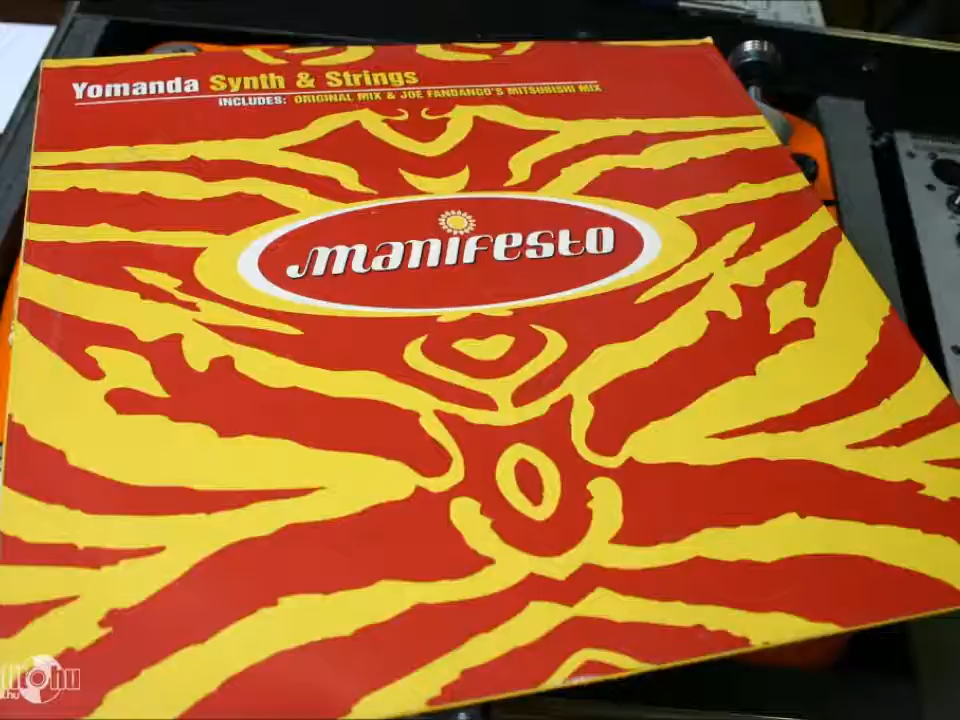 Yomanda Synth & Strings
INCLUDES: ORIGINAL MIX & JOE FANDANGO'S MITSUBISHI MIX
manifesto